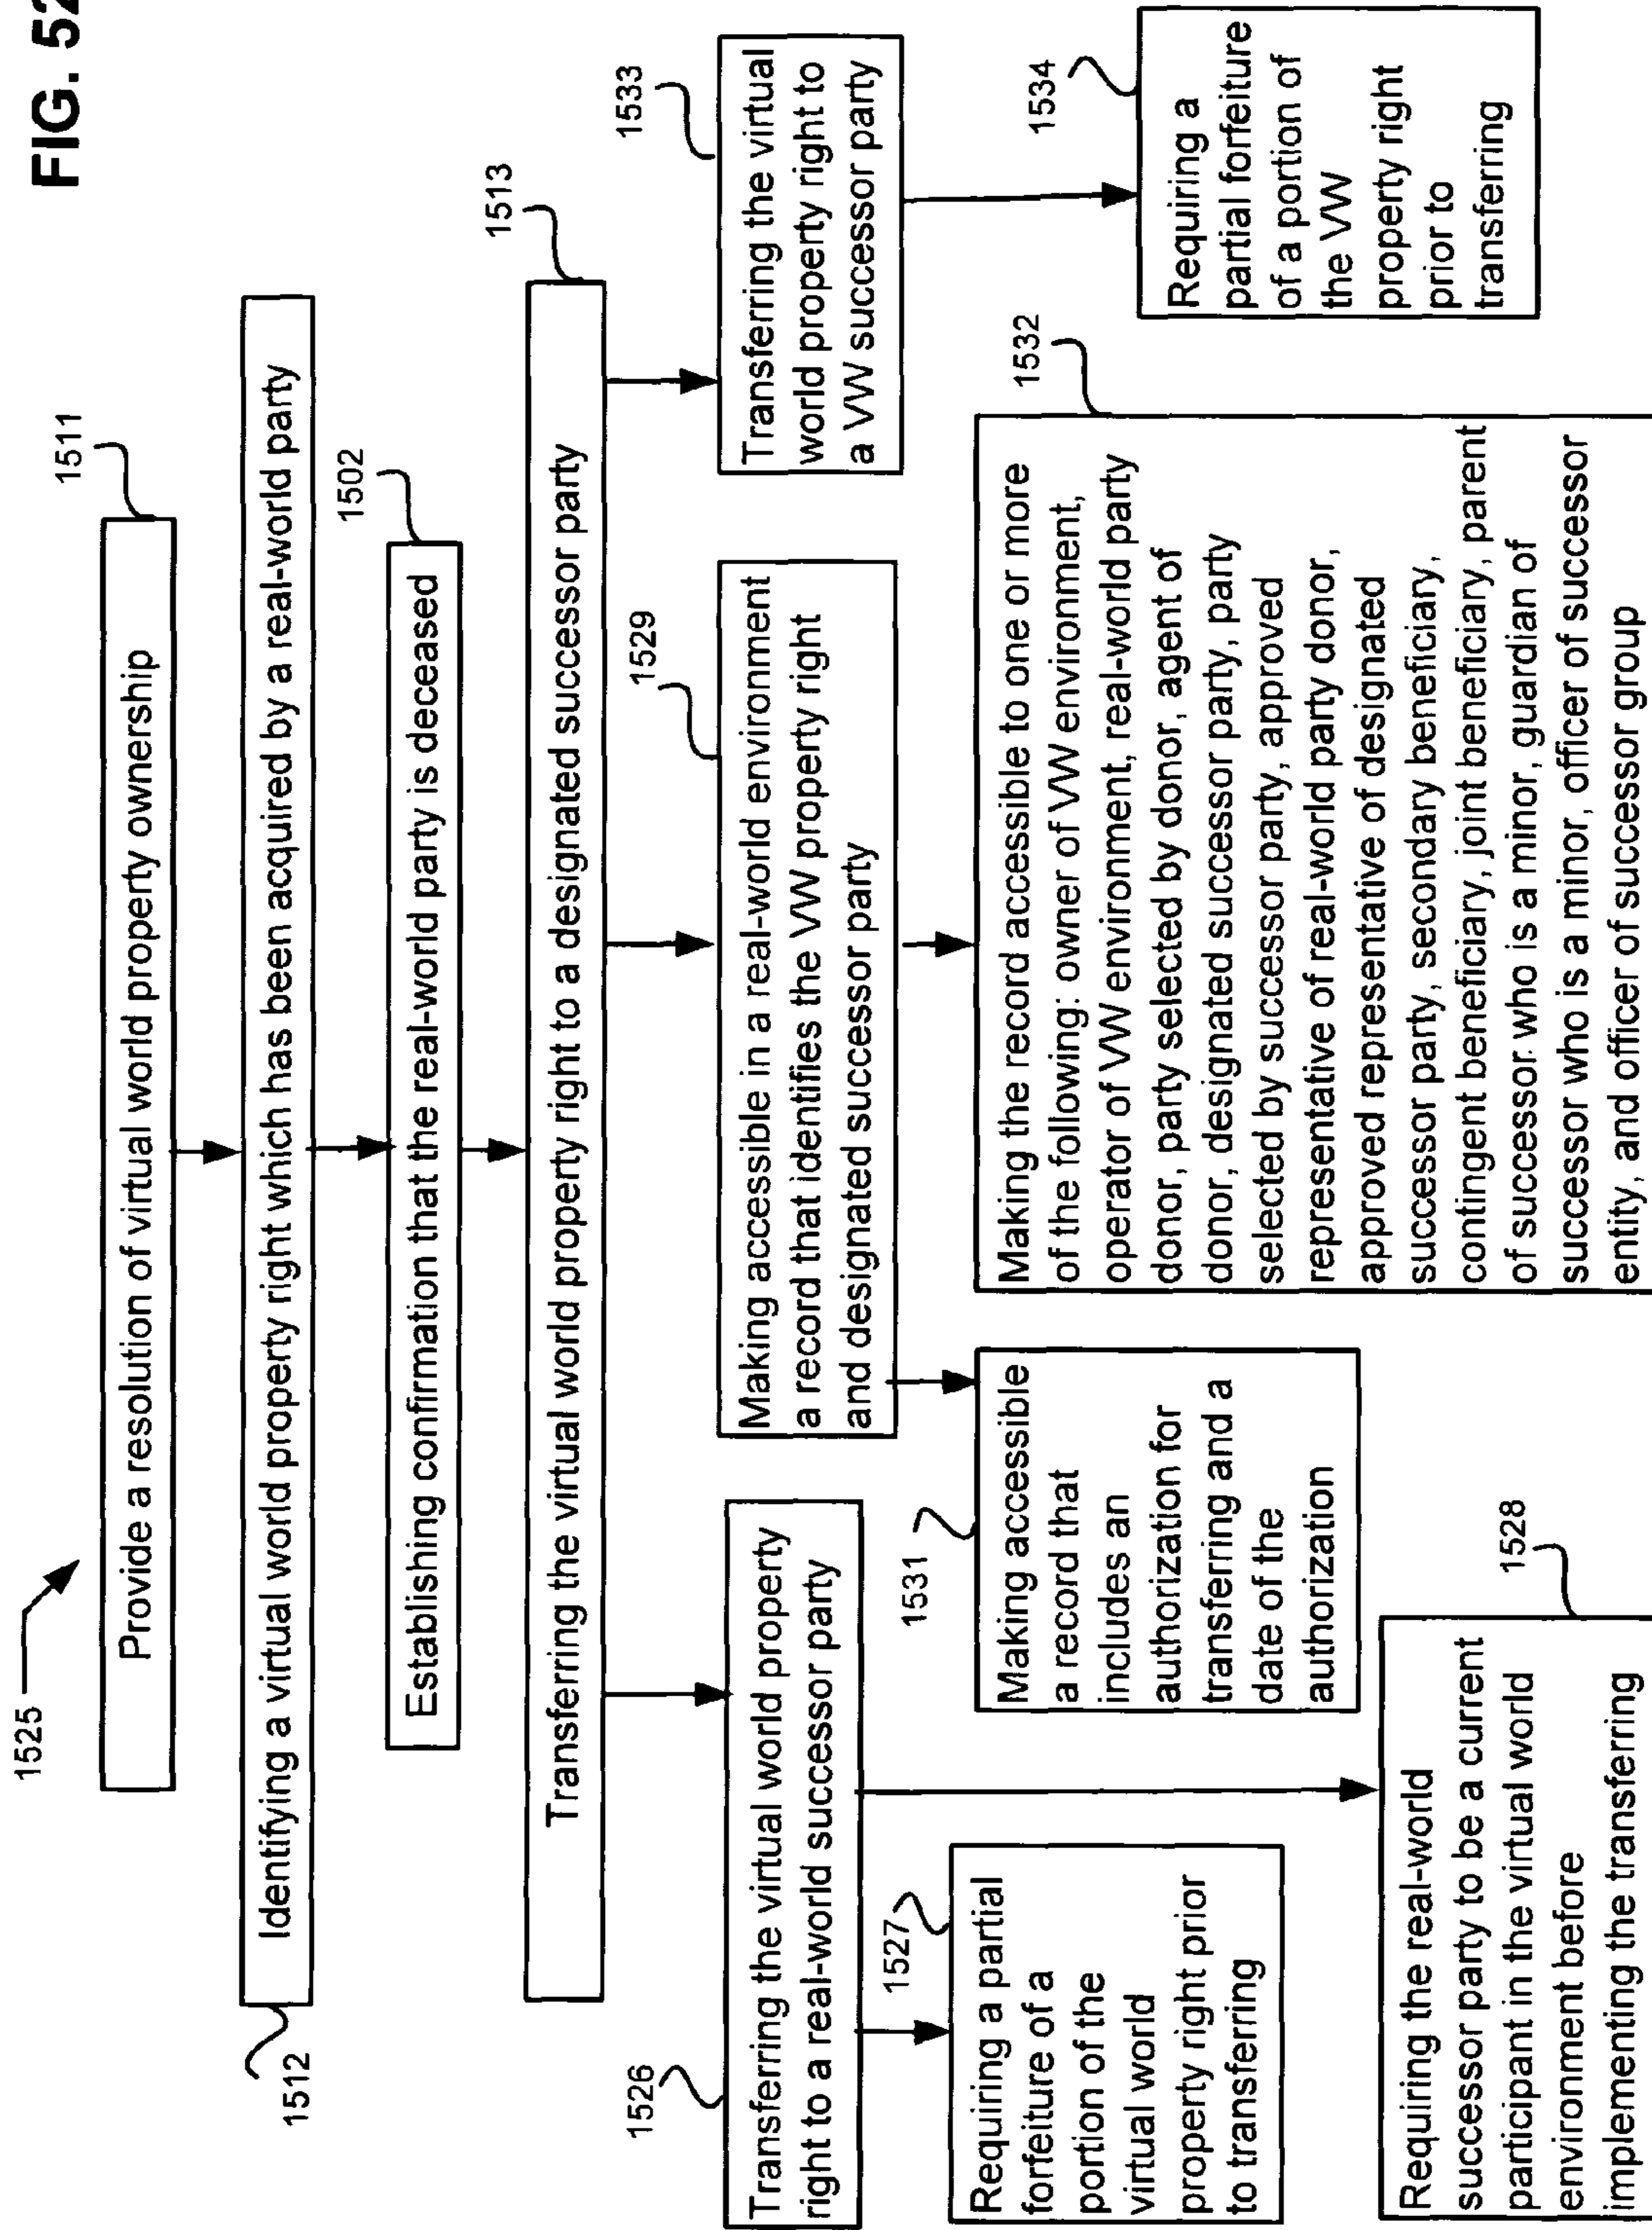 FIG. 52
1525
1511
Provide a resolution of virtual world property ownership
1512
Identifying a virtual world property right which has been acquired by a real-world party
1502
Establishing confirmation that the real-world party is deceased
1513
Transferring the virtual world property right to a designated successor party
1526
Transferring the virtual world property
right to a real-world successor party
1529
Making accessible in a real-world environment
a record that identifies the VW property right
and designated successor party
1533
Transferring the virtual
world property right to
a VW successor party
1527
Requiring a partial
forfeiture of a
portion of the
virtual world
property right prior
to transferring
1531
Making accessible
a record that
includes an
authorization for
transferring and a
date of the
authorization
1532
Making the record accessible to one or more
of the following: owner of VW environment,
operator of VW environment, real-world party
donor, party selected by donor, agent of
donor, designated successor party, party
selected by successor party, approved
representative of real-world party donor,
approved representative of designated
successor party, secondary beneficiary,
contingent beneficiary, joint beneficiary, parent
of successor who is a minor, guardian of
successor who is a minor, officer of successor
entity, and officer of successor group
1534
Requiring a
partial forfeiture
of a portion of
the VW
property right
prior to
transferring
1528
Requiring the real-world
successor party to be a current
participant in the virtual world
environment before
implementing the transferring